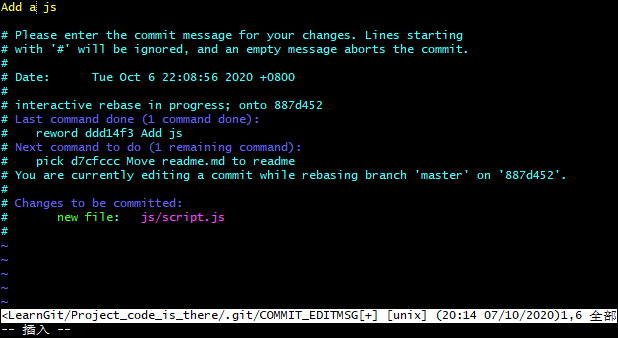 Add a js

# Please enter the commit message for your changes. Lines starting
# with '#' will be ignored, and an empty message aborts the commit.
#
# Date:      Tue Oct 6 22:08:56 2020 +0800
#
# interactive rebase in progress; onto 887d452
# Last command done (1 command done):
#    reword ddd14f3 Add js
# Next command to do (1 remaining command):
#    pick d7cfccc Move readme.md to readme
# You are currently editing a commit while rebasing branch 'master' on '887d452'.
#
# Changes to be committed:
#       new file:   js/script.js
#
~
~
~
~
<LearnGit/Project_code_is_there/.git/COMMIT_EDITMSG[+] [unix] (20:14 07/10/2020)1,6 全部
-- 插入 --